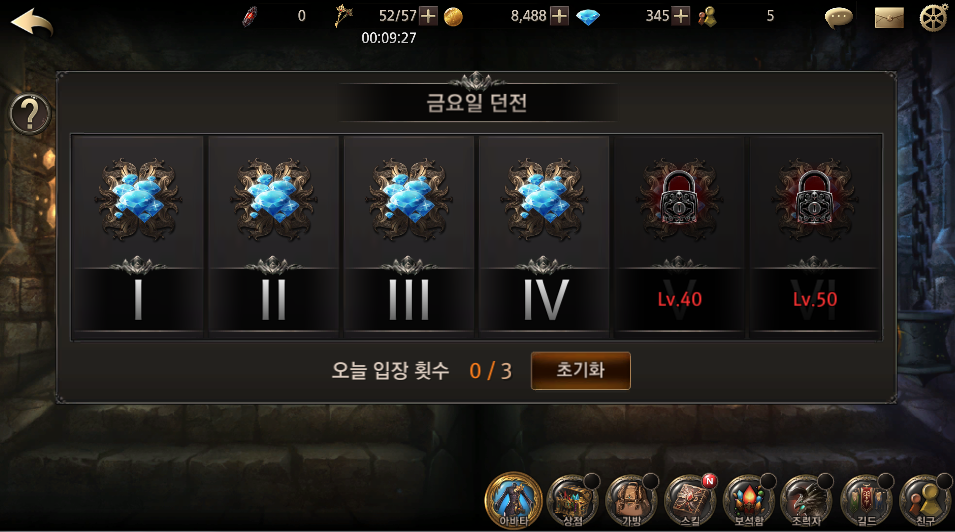 0 52/57 8,488 345 5
00:09:27
?
금요일 던전
I II III IV V VI
Lv.40 Lv.50
오늘 입장 횟수 0 / 3 초기화
N
아바타 상점 가방 스킬 보석함 조력자 길드 친구